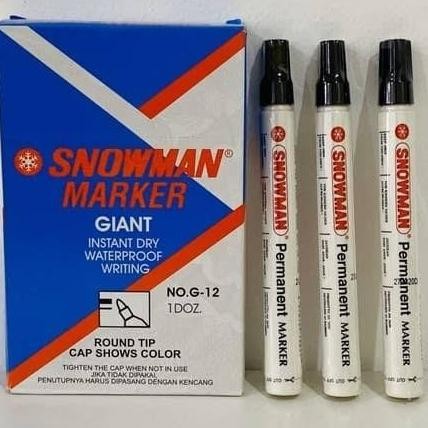 SNOWMAN®
MARKER
GIANT
INSTANT DRY
WATERPROOF
WRITING
NO.G-12
1DOZ.
ROUND TIP
CAP SHOWS COLOR
TIGHTEN THE CAP WHEN NOT IN USE
JIKA TIDAK DIPAKAI,
PENUTUPNYA HARUS DIPASANG DENGAN KENCANG
SNOWMAN Permanent MARKER
SNOWMAN Permanent MARKER
SNOWMAN Permanent MARKER